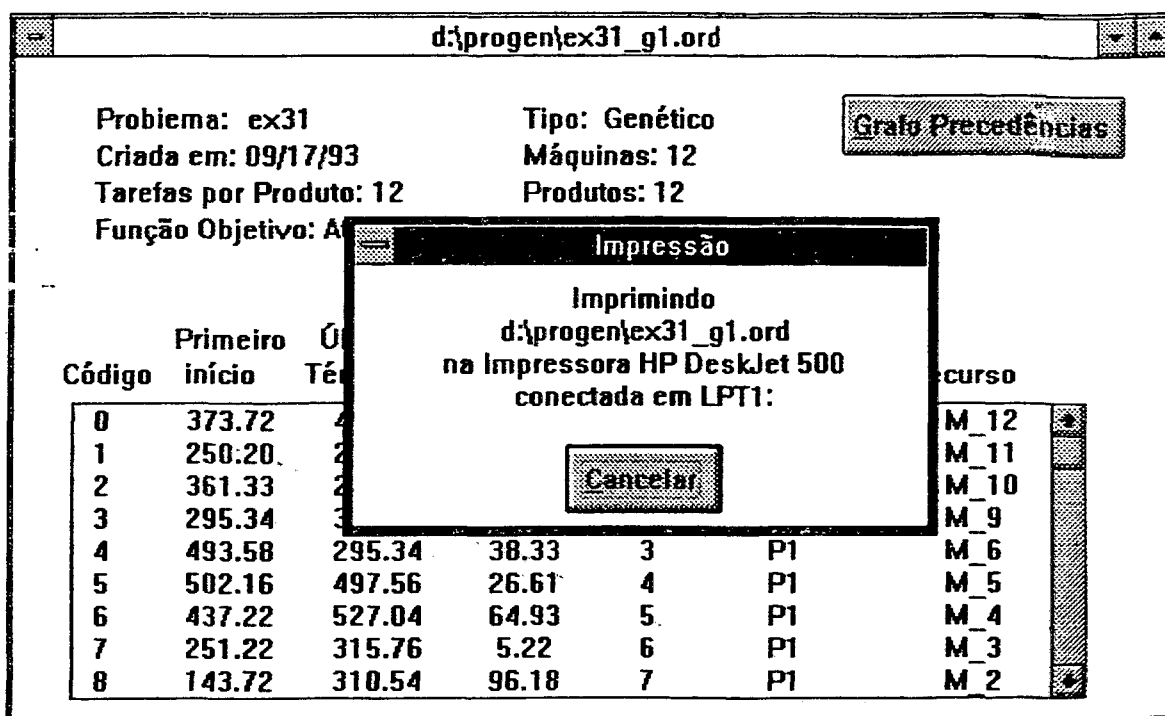 d:\progen\ex31_g1.ord
Problema: ex31 Tipo: Genético Grafo Precedências
Criada em: 09/17/93 Máquinas: 12
Tarefas por Produto: 12 Produtos: 12
Função Objetivo:
Impressão
Imprimindo
d:\progen\ex31_g1.ord
na Impressora HP DeskJet 500
conectada em LPT1:
Cancelar
Primeiro
Código início
0 373.72 M_12
1 250.20 M_11
2 361.33 M_10
3 295.34 M_9
4 493.58 295.34 38.33 3 P1 M_6
5 502.16 497.56 26.61 4 P1 M_5
6 437.22 527.04 64.93 5 P1 M_4
7 251.22 315.76 5.22 6 P1 M_3
8 143.72 310.54 96.18 7 P1 M_2